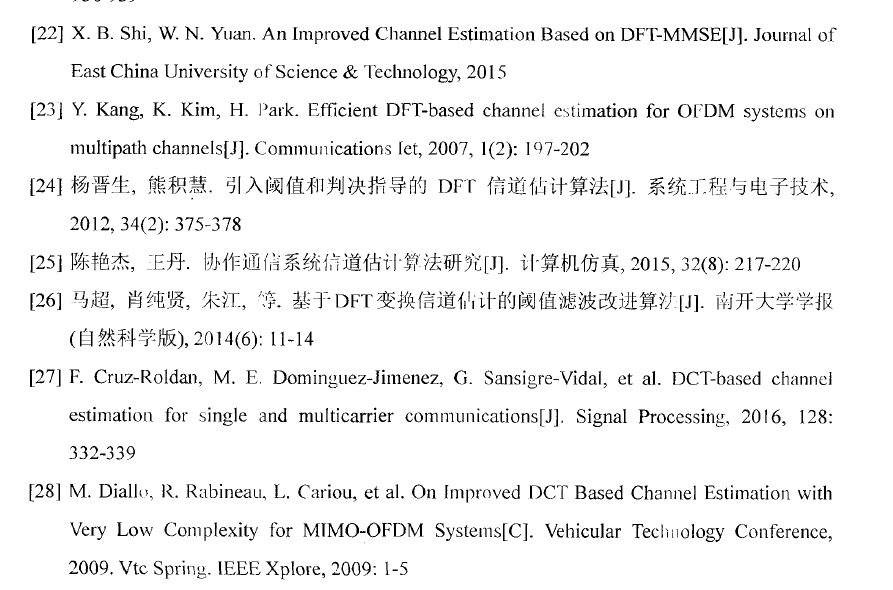 [22] X. B. Shi, W. N. Yuan. An Improved Channel Estimation Based on DFT-MMSE[J]. Journal of
East China University of Science & Technology, 2015
[23] Y. Kang, K. Kim, H. Park. Efficient DFT-based channel estimation for OFDM systems on
multipath channels[J]. Communications Iet, 2007, 1(2): 197-202
[24] 杨晋生, 熊积慧. 引入阈值和判决指导的 DFT 信道估计算法[J]. 系统工程与电子技术,
2012, 34(2): 375-378
[25] 陈艳杰, 王丹. 协作通信系统信道估计算法研究[J]. 计算机仿真, 2015, 32(8): 217-220
[26] 马超, 肖纯贤, 朱江, 等. 基于DFT变换信道估计的阈值滤波改进算法[J]. 南开大学学报
(自然科学版), 2014(6): 11-14
[27] F. Cruz-Roldan, M. E. Dominguez-Jimenez, G. Sansigre-Vidal, et al. DCT-based channel
estimation for single and multicarrier communications[J]. Signal Processing, 2016, 128:
332-339
[28] M. Diallo, R. Rabineau, L. Cariou, et al. On Improved DCT Based Channel Estimation with
Very Low Complexity for MIMO-OFDM Systems[C]. Vehicular Technology Conference,
2009. Vtc Spring. IEEE Xplore, 2009: 1-5